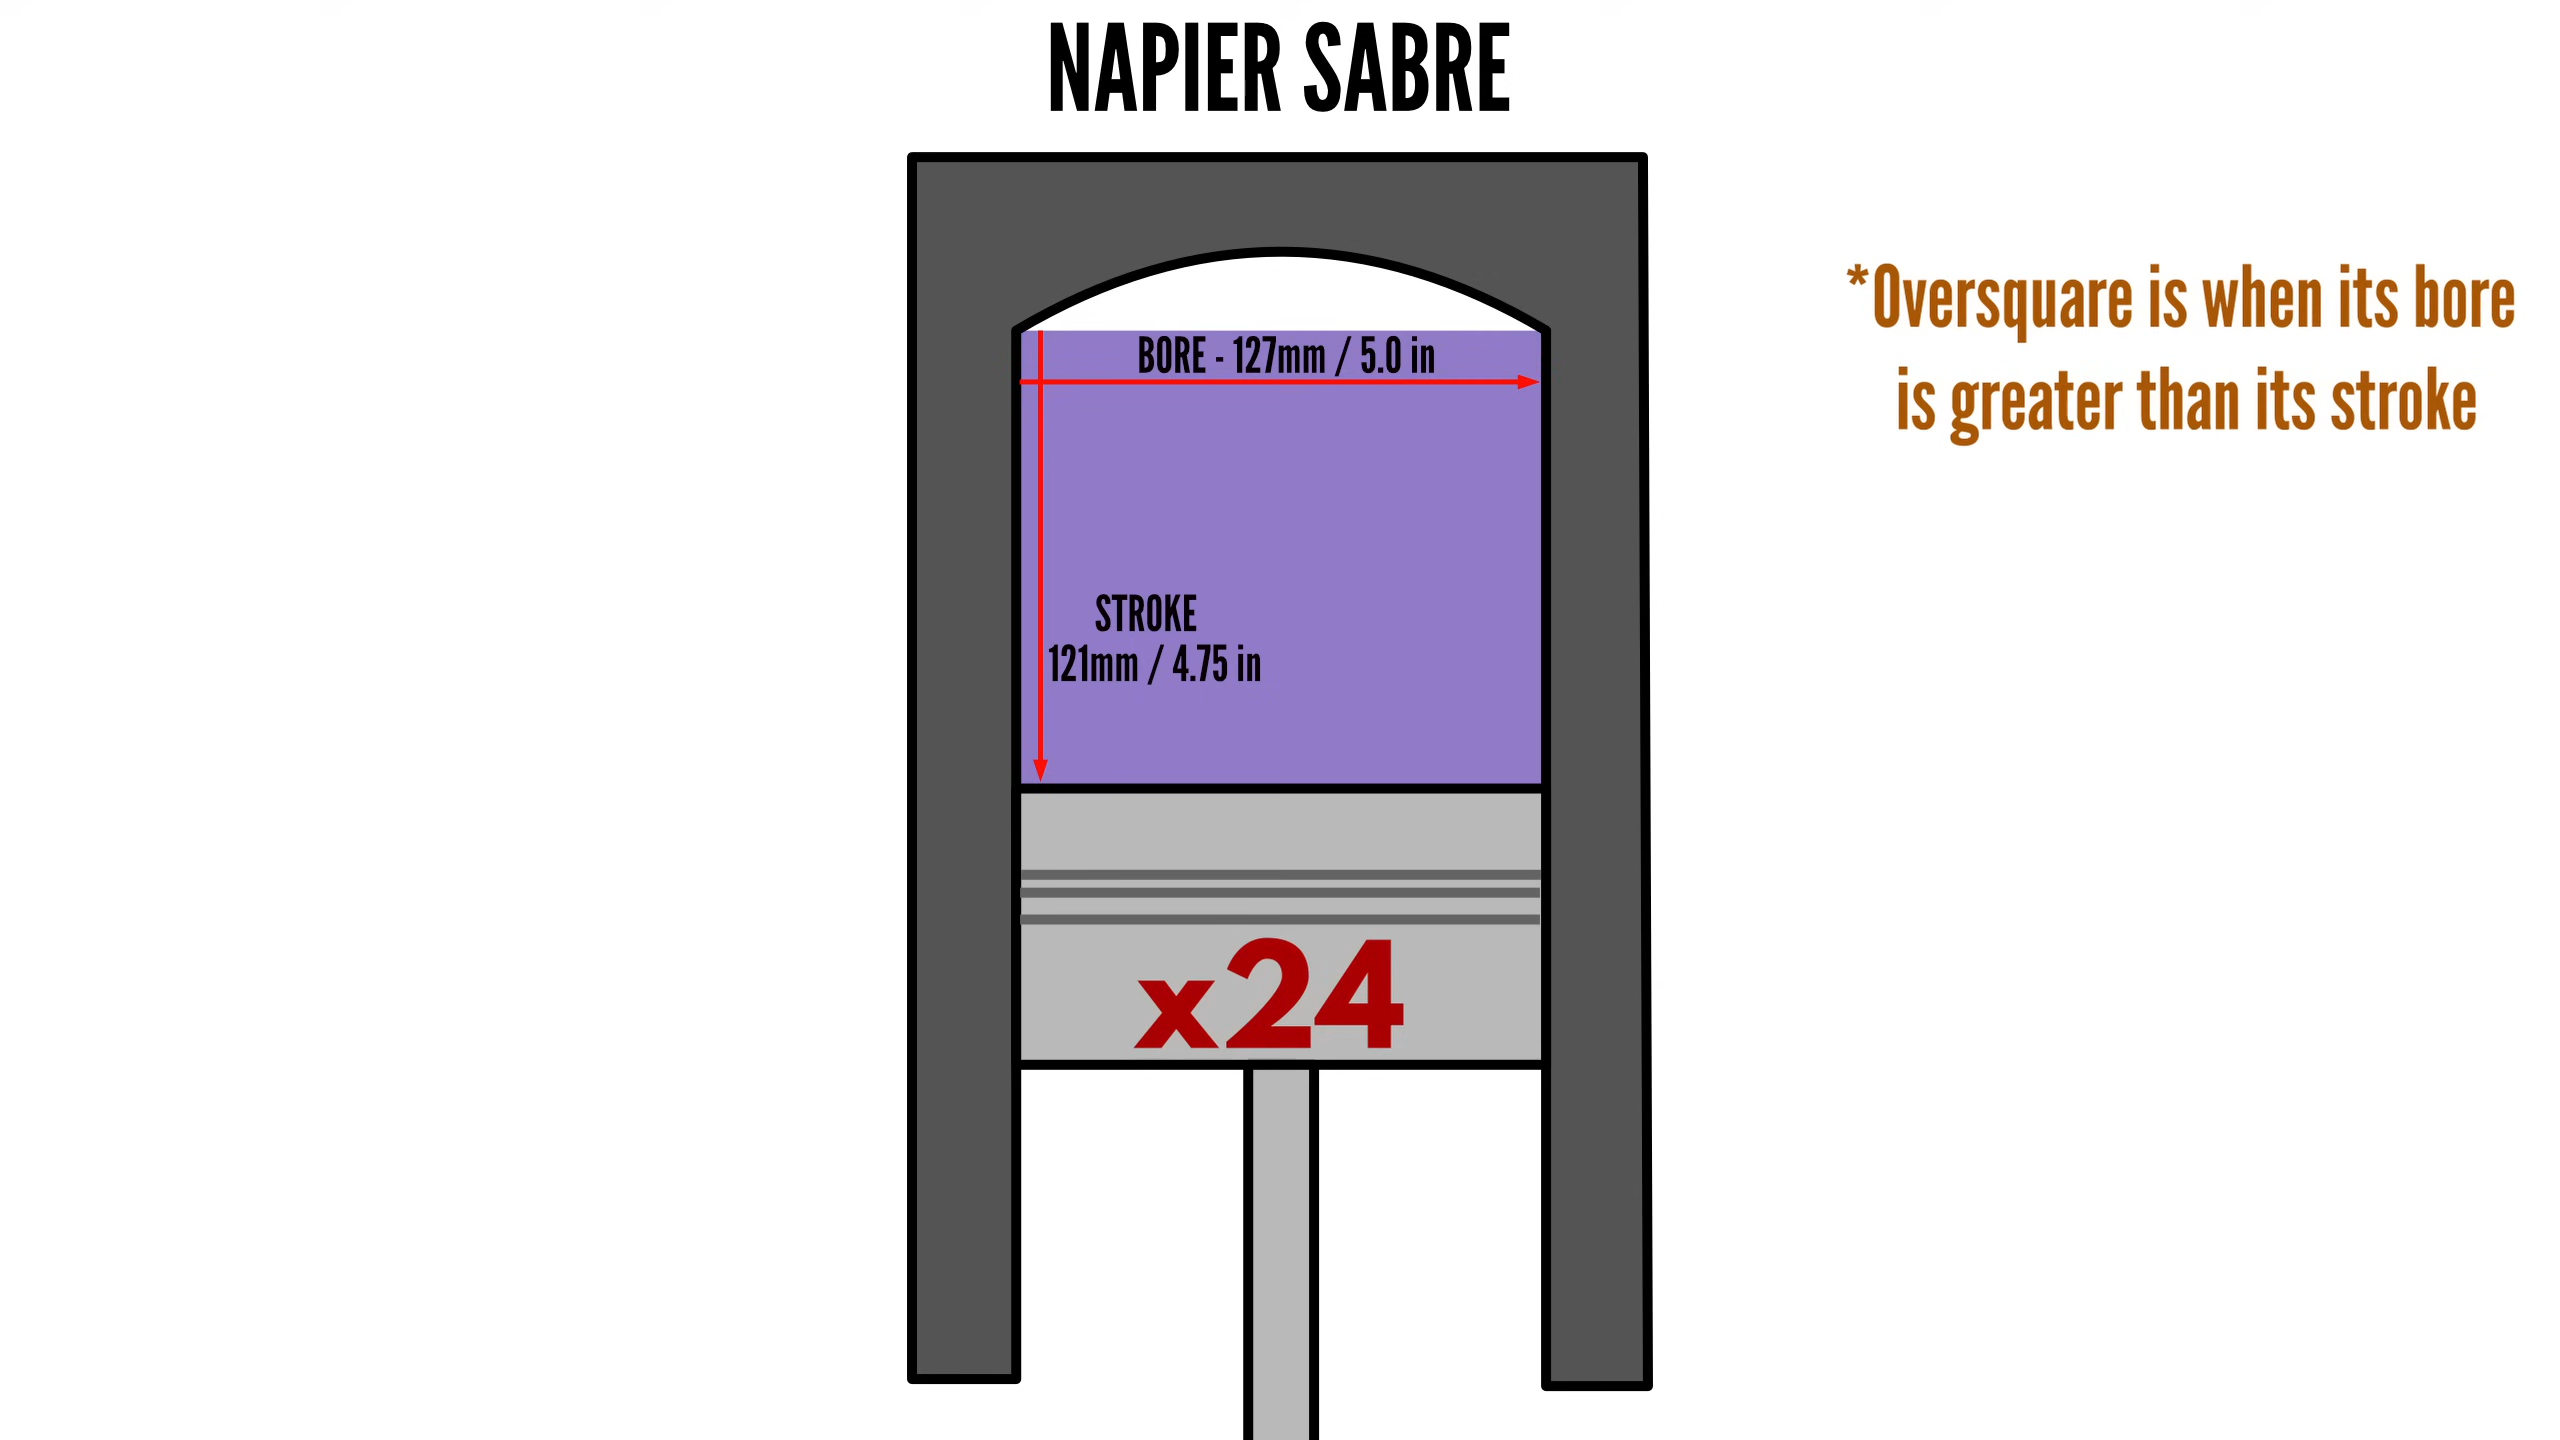 NAPIER SABRE
*Oversquare is when its bore
is greater than its stroke
BORE - 127mm / 5.0 in
STROKE
121mm / 4.75 in
x24